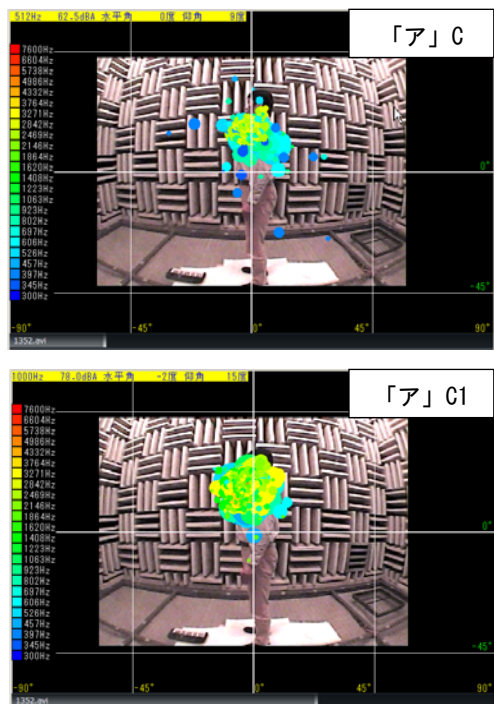 512Hz 62.5dBA 水平角 0度 仰角 9度
「ア」C
7600Hz
6604Hz
5738Hz
4986Hz
4332Hz
3764Hz
3271Hz
2842Hz
2469Hz
2146Hz
1864Hz
1620Hz
1408Hz
1223Hz
1063Hz
923Hz
802Hz
697Hz
606Hz
526Hz
457Hz
397Hz
345Hz
300Hz
0°
-45°
-90° -45° 0° 45° 90°
1352.avi
1000Hz 78.0dBA 水平角 -2度 仰角 15度
「ア」C1
7600Hz
6604Hz
5738Hz
4986Hz
4332Hz
3764Hz
3271Hz
2842Hz
2469Hz
2146Hz
1864Hz
1620Hz
1408Hz
1223Hz
1063Hz
923Hz
802Hz
697Hz
606Hz
526Hz
457Hz
397Hz
345Hz
300Hz
0°
-45°
-90° -45° 0° 45° 90°
1352.avi